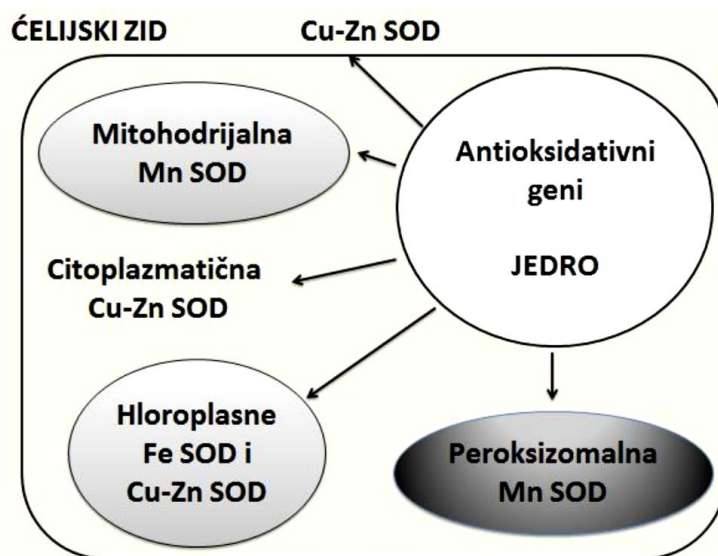 ĆELIJSKI ZID
Cu-Zn SOD
Mitohodrijalna
Mn SOD
Antioksidativni
geni
JEDRO
Citoplazmatična
Cu-Zn SOD
Hloroplasne
Fe SOD i
Cu-Zn SOD
Peroksizomalna
Mn SOD